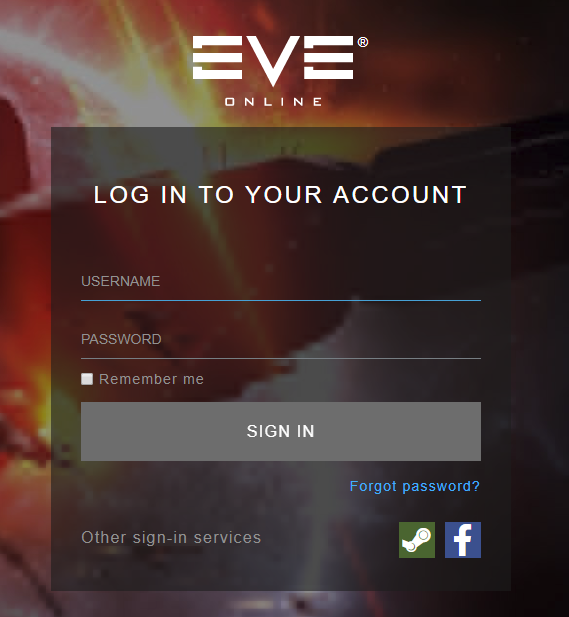 EVE®
ONLINE
LOG IN TO YOUR ACCOUNT
USERNAME
PASSWORD
Remember me
SIGN IN
Forgot password?
Other sign-in services
f